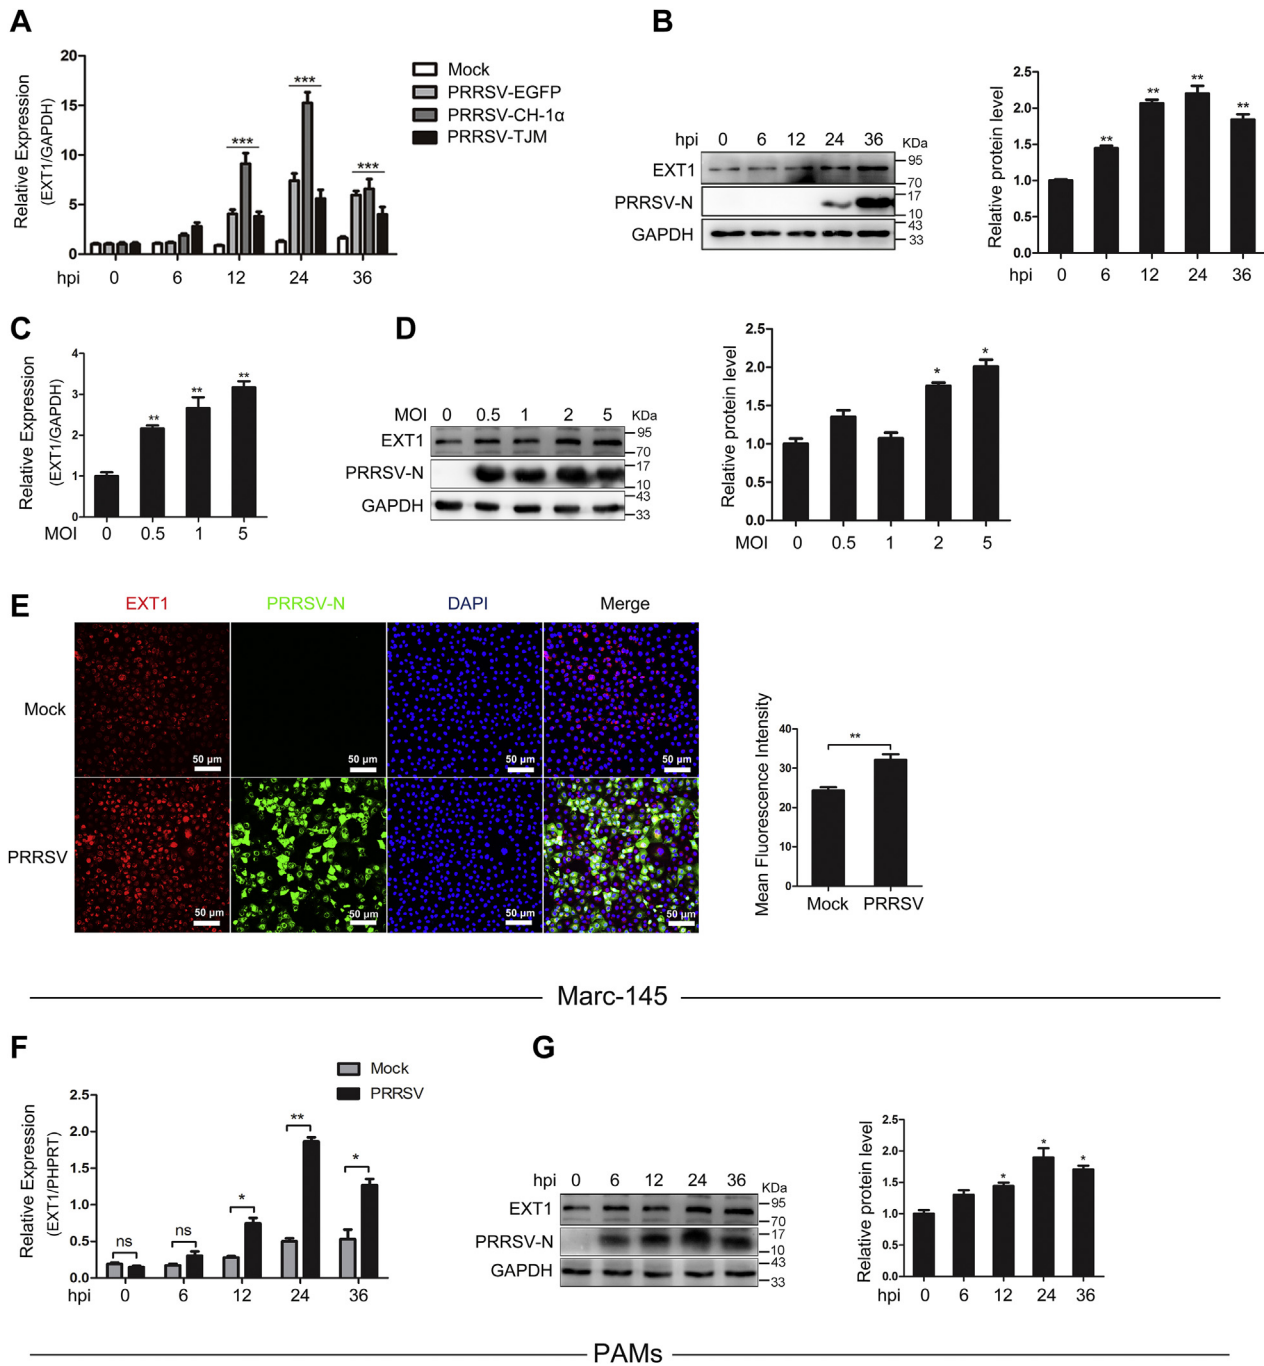 A
Relative Expression
(EXT1/GAPDH)
20
15
10
5
0
***
***
***
hpi 0 6 12 24 36
Mock
PRRSV-EGFP
PRRSV-CH-1α
PRRSV-TJM
B
hpi 0 6 12 24 36 KDa
EXT1
95
70
PRRSV-N
17
10
GAPDH
43
33
Relative protein level
2.5
2.0
1.5
1.0
0.5
0.0
** ** ** **
hpi 0 6 12 24 36
C
Relative Expression
(EXT1/GAPDH)
4
3
2
1
0
** ** **
MOI 0 0.5 1 5
D
MOI 0 0.5 1 2 5 KDa
EXT1
95
70
PRRSV-N
17
10
GAPDH
43
33
Relative protein level
2.5
2.0
1.5
1.0
0.5
0.0
* *
MOI 0 0.5 1 2 5
E
EXT1 PRRSV-N DAPI Merge
Mock
50 µm 50 µm 50 µm 50 µm
PRRSV
50 µm 50 µm 50 µm 50 µm
Mean Fluorescence Intensity
40
30
20
10
0
**
Mock PRRSV
Marc-145
F
Relative Expression
(EXT1/PHPRT)
2.5
2.0
1.5
1.0
0.5
0.0
ns ns * ** *
hpi 0 6 12 24 36
Mock
PRRSV
G
hpi 0 6 12 24 36 KDa
EXT1
95
70
PRRSV-N
17
10
GAPDH
43
33
Relative protein level
2.5
2.0
1.5
1.0
0.5
0.0
* * *
hpi 0 6 12 24 36
PAMs